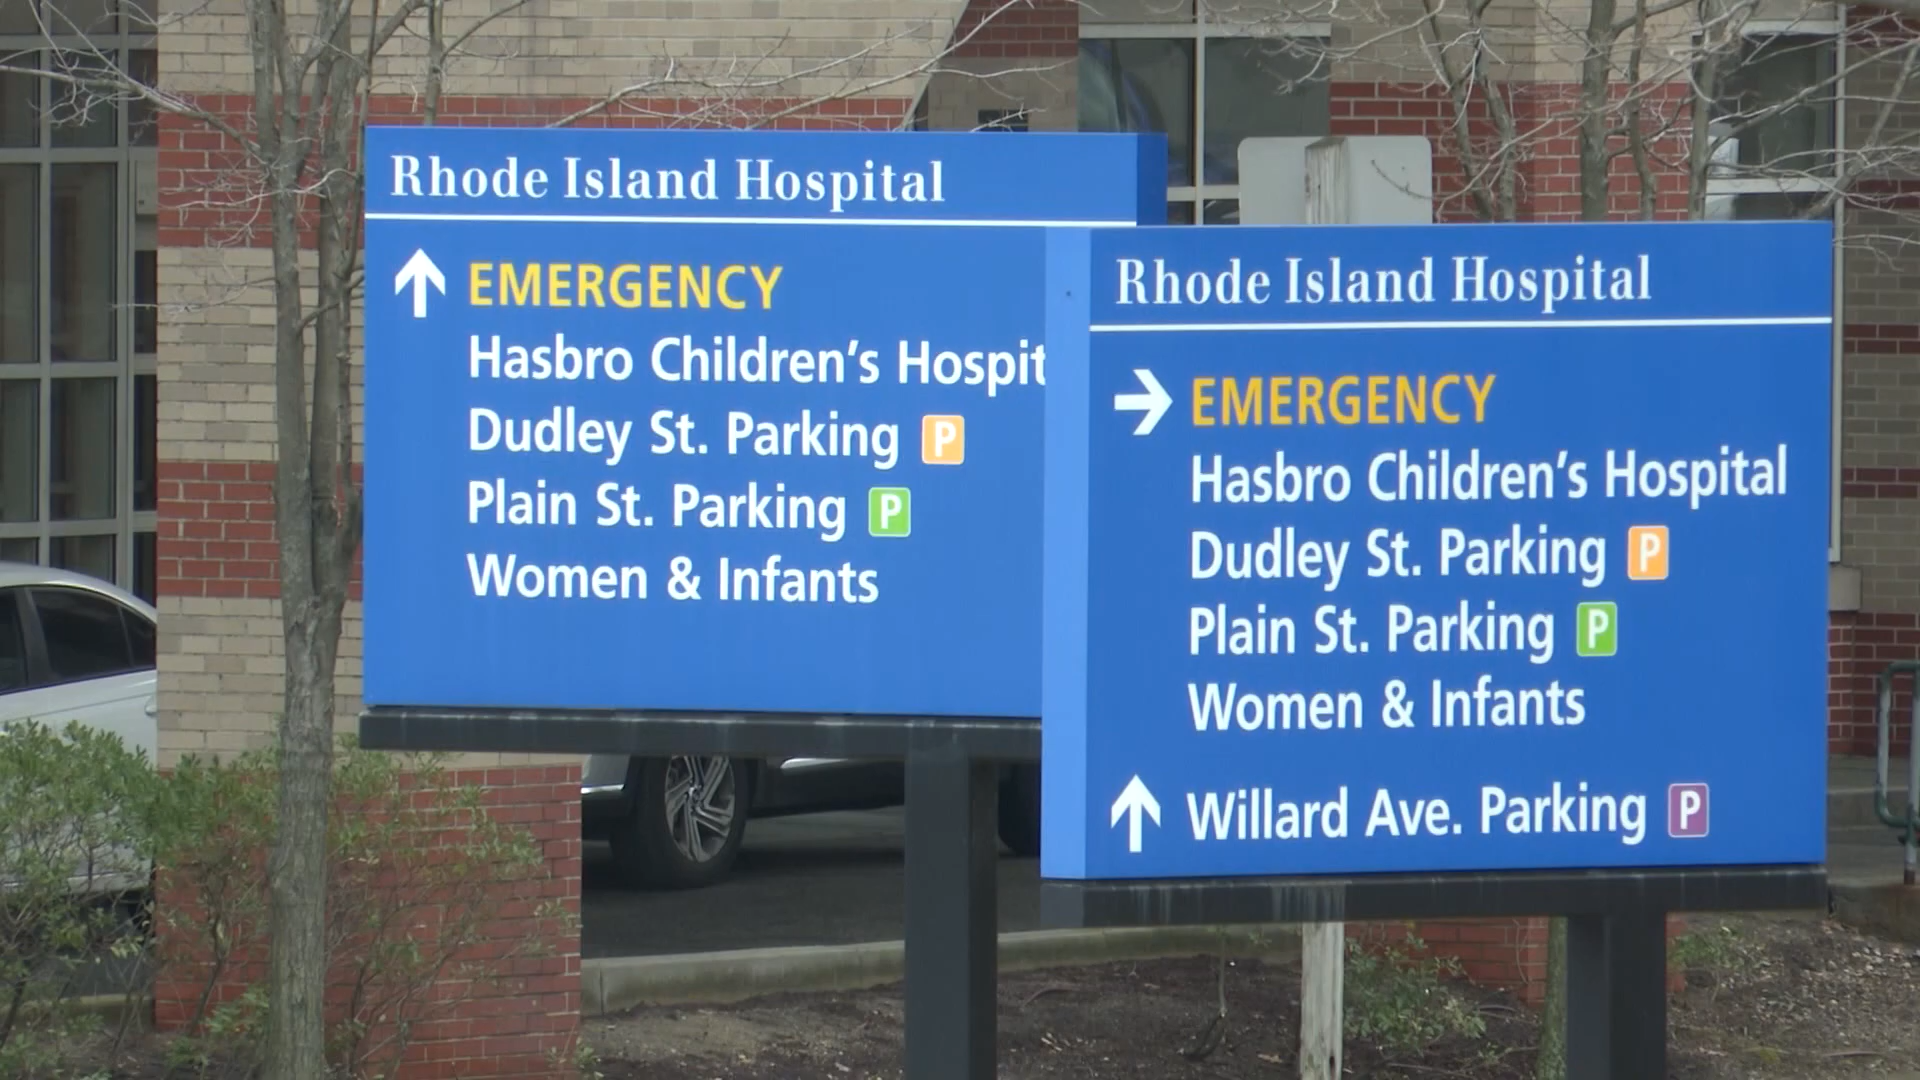 Rhode Island Hospital
↑ EMERGENCY
Hasbro Children's Hospit
Dudley St. Parking P
Plain St. Parking P
Women & Infants
Rhode Island Hospital
→ EMERGENCY
Hasbro Children's Hospital
Dudley St. Parking P
Plain St. Parking P
Women & Infants
↑ Willard Ave. Parking P